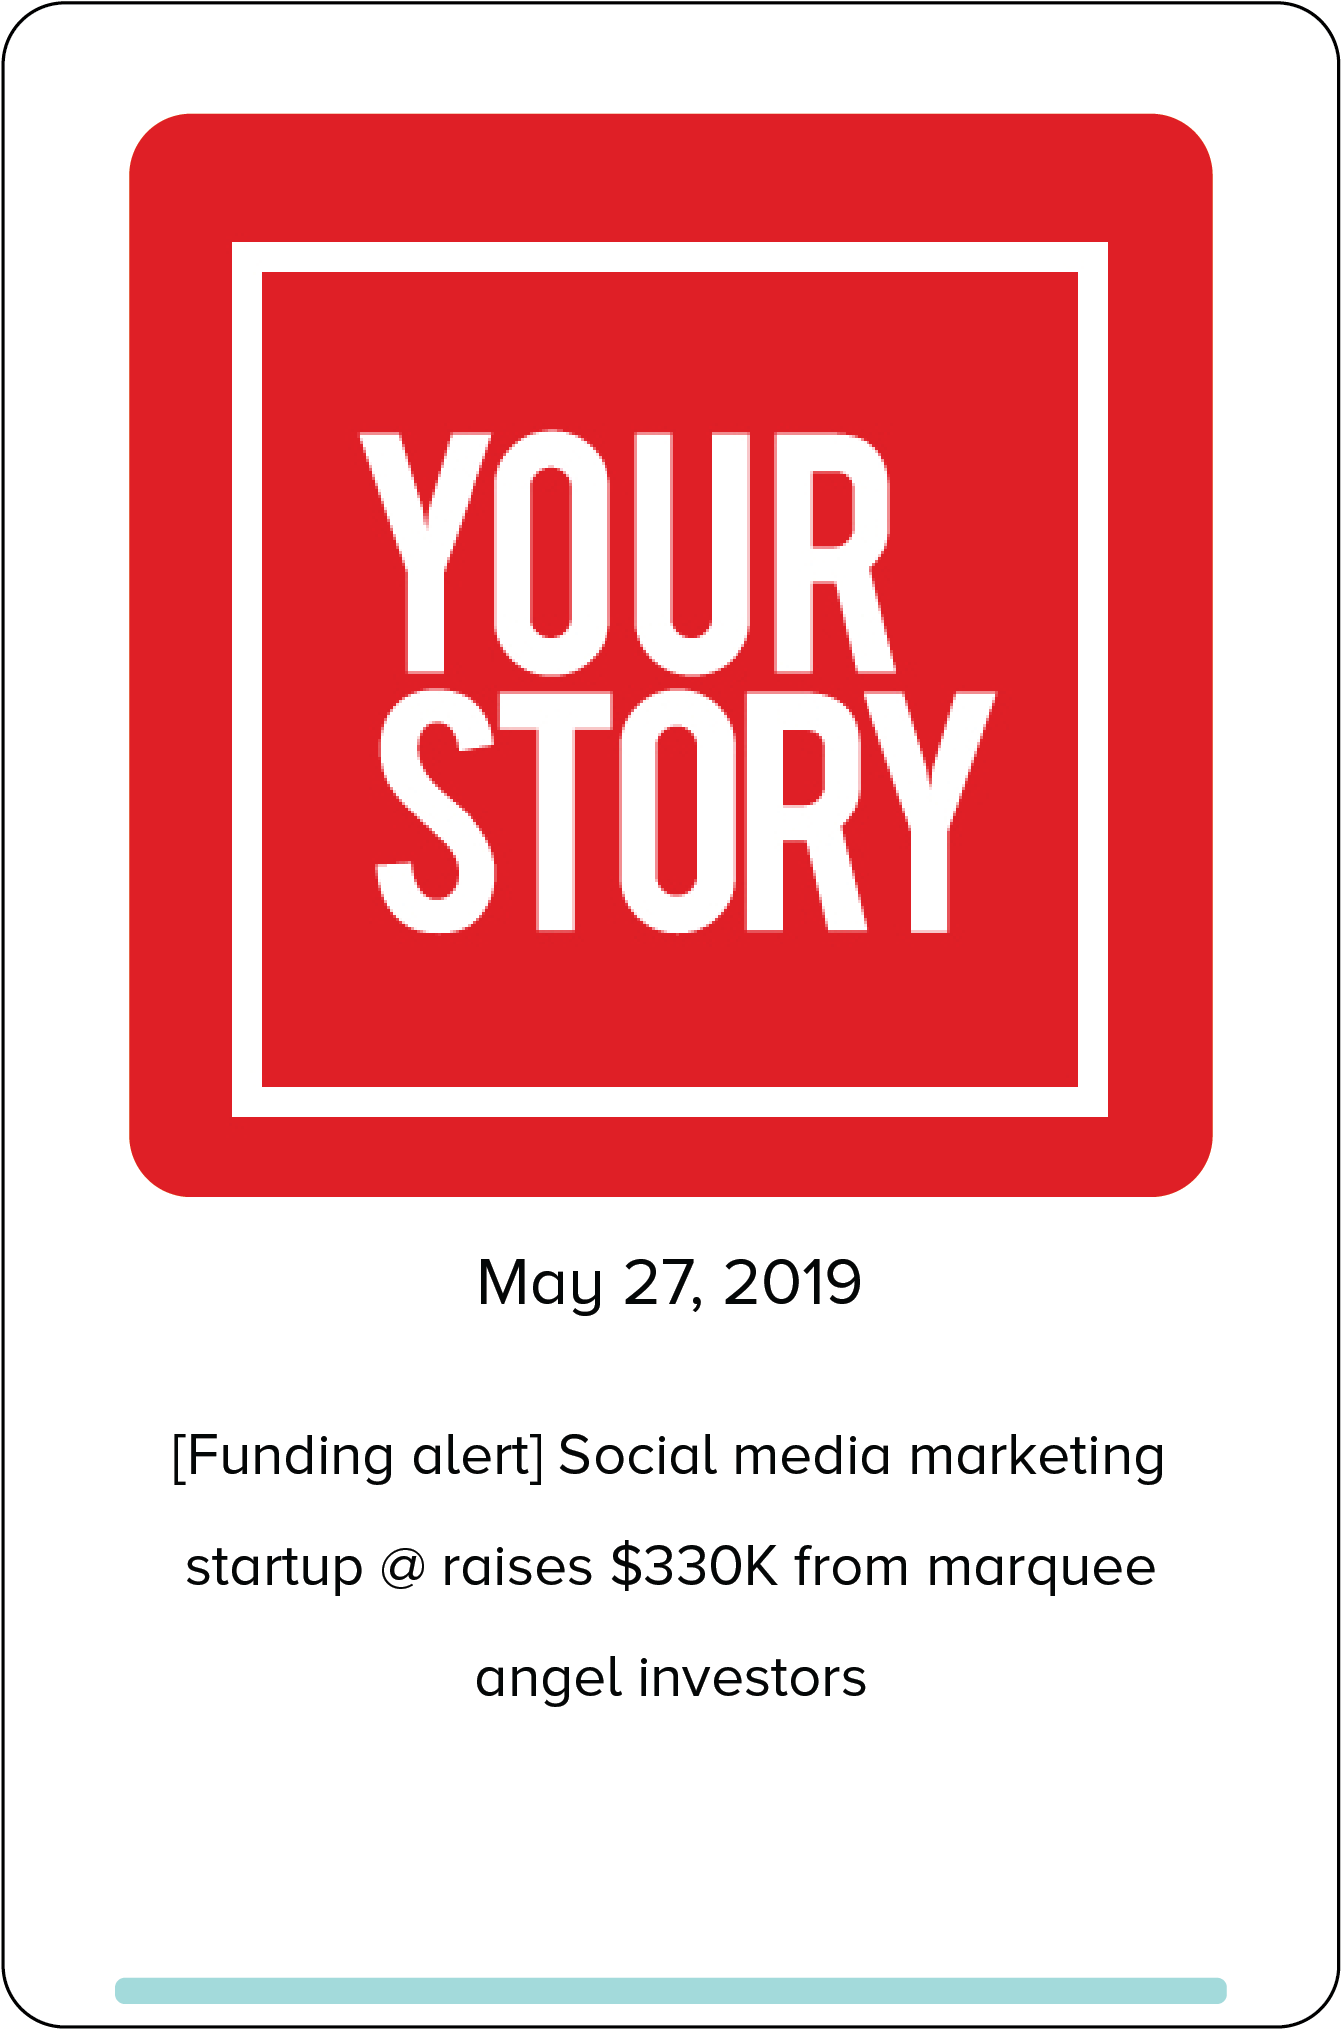 YOUR
STORY
May 27, 2019
[Funding alert] Social media marketing
startup @ raises $330K from marquee
angel investors